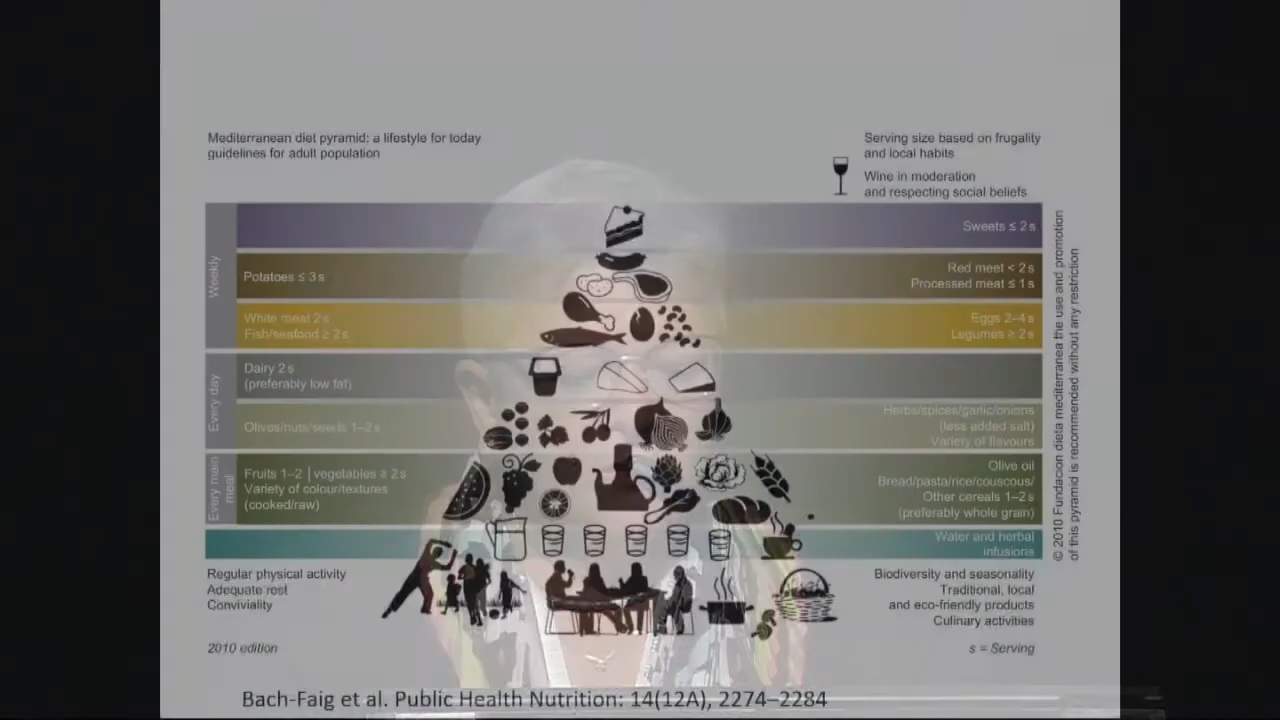 Mediterranean diet pyramid: a lifestyle for today
guidelines for adult population
Serving size based on frugality
and local habits
Wine in moderation
and respecting social beliefs
Weekly
Sweets ≤ 2 s
Potatoes ≤ 3 s
Red meet < 2 s
Processed meat ≤ 1 s
White meat 2 s
Fish/seafood ≥ 2 s
Eggs 2–4 s
Legumes ≥ 2 s
Every day
Dairy 2 s
(preferably low fat)
Olives/nuts/seeds 1–2 s
Herbs/spices/garlic/onions
(less added salt)
Variety of flavours
Every main
meal
Fruits 1–2 | vegetables ≥ 2 s
Variety of colour/textures
(cooked/raw)
Olive oil
Bread/pasta/rice/couscous/
Other cereals 1–2 s
(preferably whole grain)
Water and herbal
infusions
Regular physical activity
Adequate rest
Conviviality
Biodiversity and seasonality
Traditional, local
and eco-friendly products
Culinary activities
2010 edition
s = Serving
© 2010 Fundacion dieta mediterranea the use and promotion
of this pyramid is recommended without any restriction
Bach-Faig et al. Public Health Nutrition: 14(12A), 2274–2284